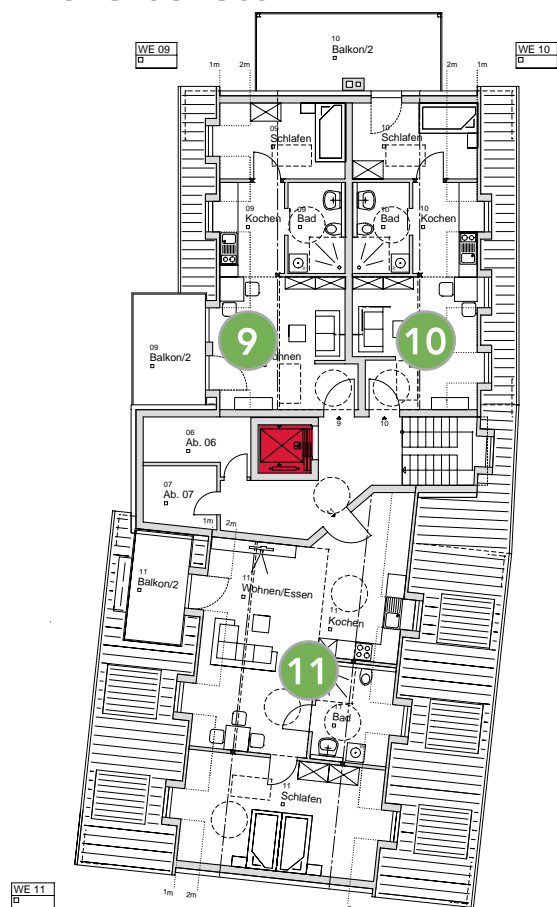 10
Balkon/2
WE 09
WE 10
1m
2m
2m
1m
09
Schlafen
10
Schlafen
09
Kochen
09
Bad
10
Bad
10
Kochen
9
10
09
Balkon/2
9
10
06
Ab. 06
07
Ab. 07
1m
2m
11
Balkon/2
11
Wohnen/Essen
11
Kochen
11
11
Bad
11
Schlafen
WE 11
1m
2m